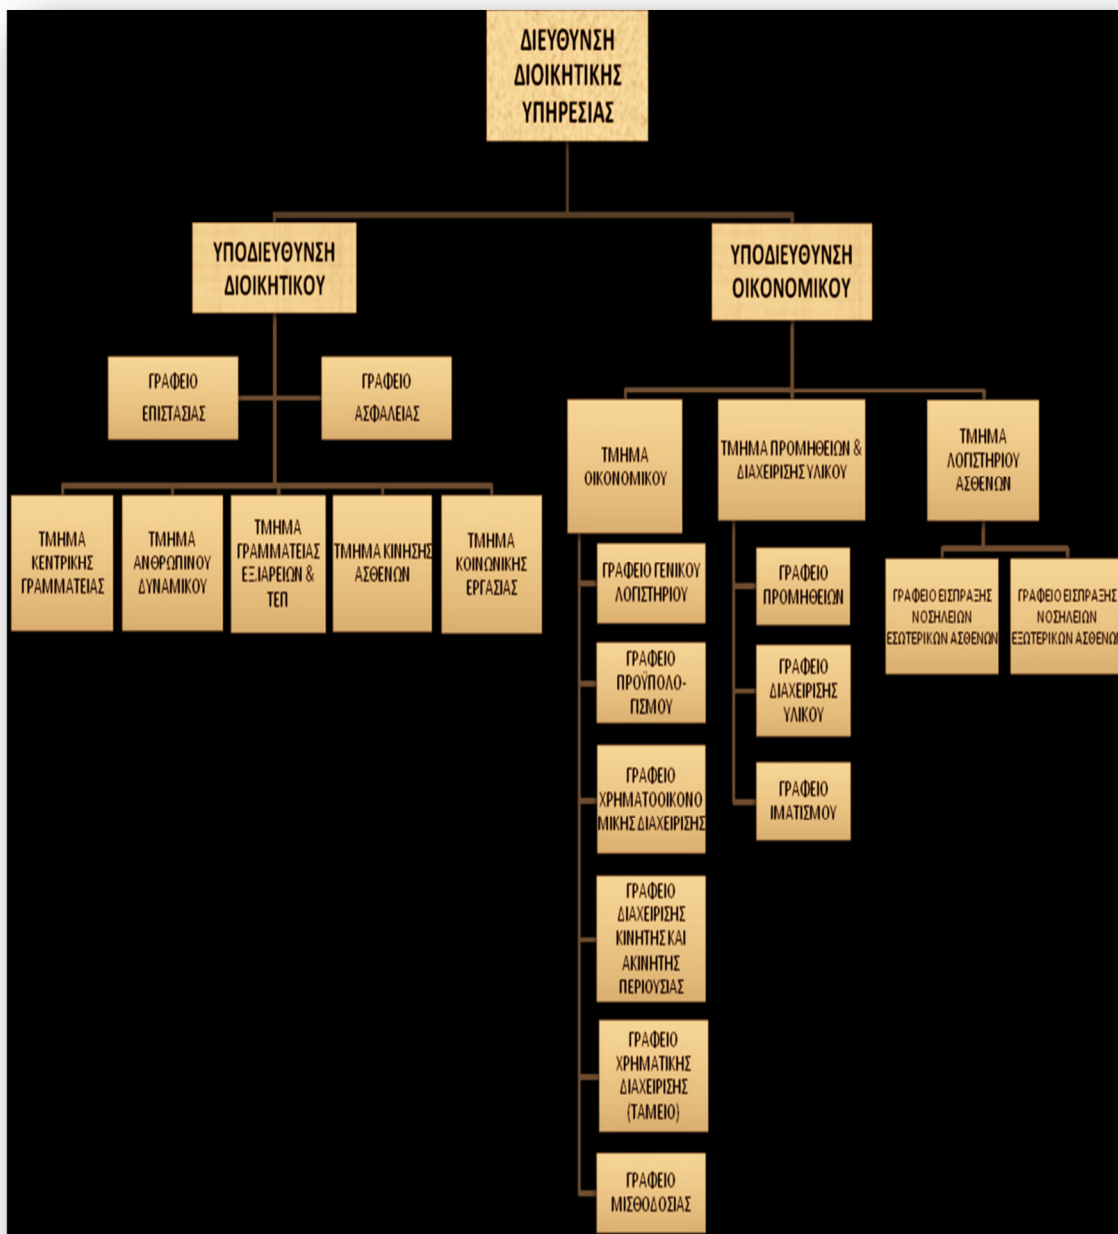 ΔΙΕΥΘΥΝΣΗ
ΔΙΟΙΚΗΤΙΚΗΣ
ΥΠΗΡΕΣΙΑΣ
ΥΠΟΔΙΕΥΘΥΝΣΗ
ΔΙΟΙΚΗΤΙΚΟΥ
ΥΠΟΔΙΕΥΘΥΝΣΗ
ΟΙΚΟΝΟΜΙΚΟΥ
ΓΡΑΦΕΙΟ
ΕΠΙΣΤΑΣΙΑΣ
ΓΡΑΦΕΙΟ
ΑΣΦΑΛΕΙΑΣ
ΤΜΗΜΑ
ΚΕΝΤΡΙΚΗΣ
ΓΡΑΜΜΑΤΕΙΑΣ
ΤΜΗΜΑ
ΑΝΘΡΩΠΙΝΟΥ
ΔΥΝΑΜΙΚΟΥ
ΤΜΗΜΑ
ΓΡΑΜΜΑΤΕΙΑΣ
ΕΞ.ΙΑΡΕΙΩΝ &
ΤΕΠ
ΤΜΗΜΑ ΚΙΝΗΣΗΣ
ΑΣΘΕΝΩΝ
ΤΜΗΜΑ
ΚΟΙΝΩΝΙΚΗΣ
ΕΡΓΑΣΙΑΣ
ΤΜΗΜΑ
ΟΙΚΟΝΟΜΙΚΟΥ
ΓΡΑΦΕΙΟ ΓΕΝΙΚΟΥ
ΛΟΓΙΣΤΗΡΙΟΥ
ΓΡΑΦΕΙΟ
ΠΡΟΫΠΟΛΟ-
ΓΙΣΜΟΥ
ΓΡΑΦΕΙΟ
ΧΡΗΜΑΤΟΟΙΚΟΝΟ
ΜΙΚΗΣ ΔΙΑΧΕΙΡΙΣΗΣ
ΓΡΑΦΕΙΟ
ΔΙΑΧΕΙΡΙΣΗΣ
ΚΙΝΗΤΗΣ ΚΑΙ
ΑΚΙΝΗΤΗΣ
ΠΕΡΙΟΥΣΙΑΣ
ΓΡΑΦΕΙΟ
ΧΡΗΜΑΤΙΚΗΣ
ΔΙΑΧΕΙΡΙΣΗΣ
(ΤΑΜΕΙΟ)
ΓΡΑΦΕΙΟ
ΜΙΣΘΟΔΟΣΙΑΣ
ΤΜΗΜΑ ΠΡΟΜΗΘΕΙΩΝ &
ΔΙΑΧΕΙΡΙΣΗΣ ΥΛΙΚΟΥ
ΓΡΑΦΕΙΟ
ΠΡΟΜΗΘΕΙΩΝ
ΓΡΑΦΕΙΟ
ΔΙΑΧΕΙΡΙΣΗΣ
ΥΛΙΚΟΥ
ΓΡΑΦΕΙΟ
ΙΜΑΤΙΣΜΟΥ
ΤΜΗΜΑ
ΛΟΓΙΣΤΗΡΙΟΥ
ΑΣΘΕΝΩΝ
ΓΡΑΦΕΙΟ ΕΙΣΠΡΑΞΗΣ
ΝΟΣΗΛΕΙΩΝ
ΕΣΩΤΕΡΙΚΩΝ ΑΣΘΕΝΩΝ
ΓΡΑΦΕΙΟ ΕΙΣΠΡΑΞΗΣ
ΝΟΣΗΛΕΙΩΝ
ΕΞΩΤΕΡΙΚΩΝ ΑΣΘΕΝΩΝ